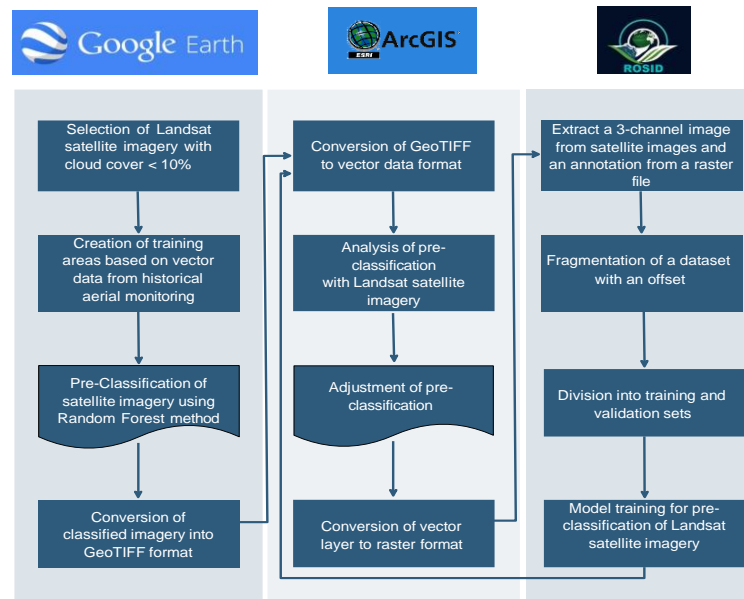 Google Earth
ESRI
ArcGIS
ROSID
Selection of Landsat
satellite imagery with
cloud cover < 10%
Creation of training
areas based on vector
data from historical
aerial monitoring
Pre-Classification of
satellite imagery using
Random Forest method
Conversion of
classified imagery into
GeoTIFF format
Conversion of GeoTIFF
to vector data format
Analysis of pre-
classification
with Landsat satellite
imagery
Adjustment of pre-
classification
Conversion of vector
layer to raster format
Extract a 3-channel image
from satellite images and
an annotation from a raster
file
Fragmentation of a dataset
with an offset
Division into training and
validation sets
Model training for pre-
classification of Landsat
satellite imagery